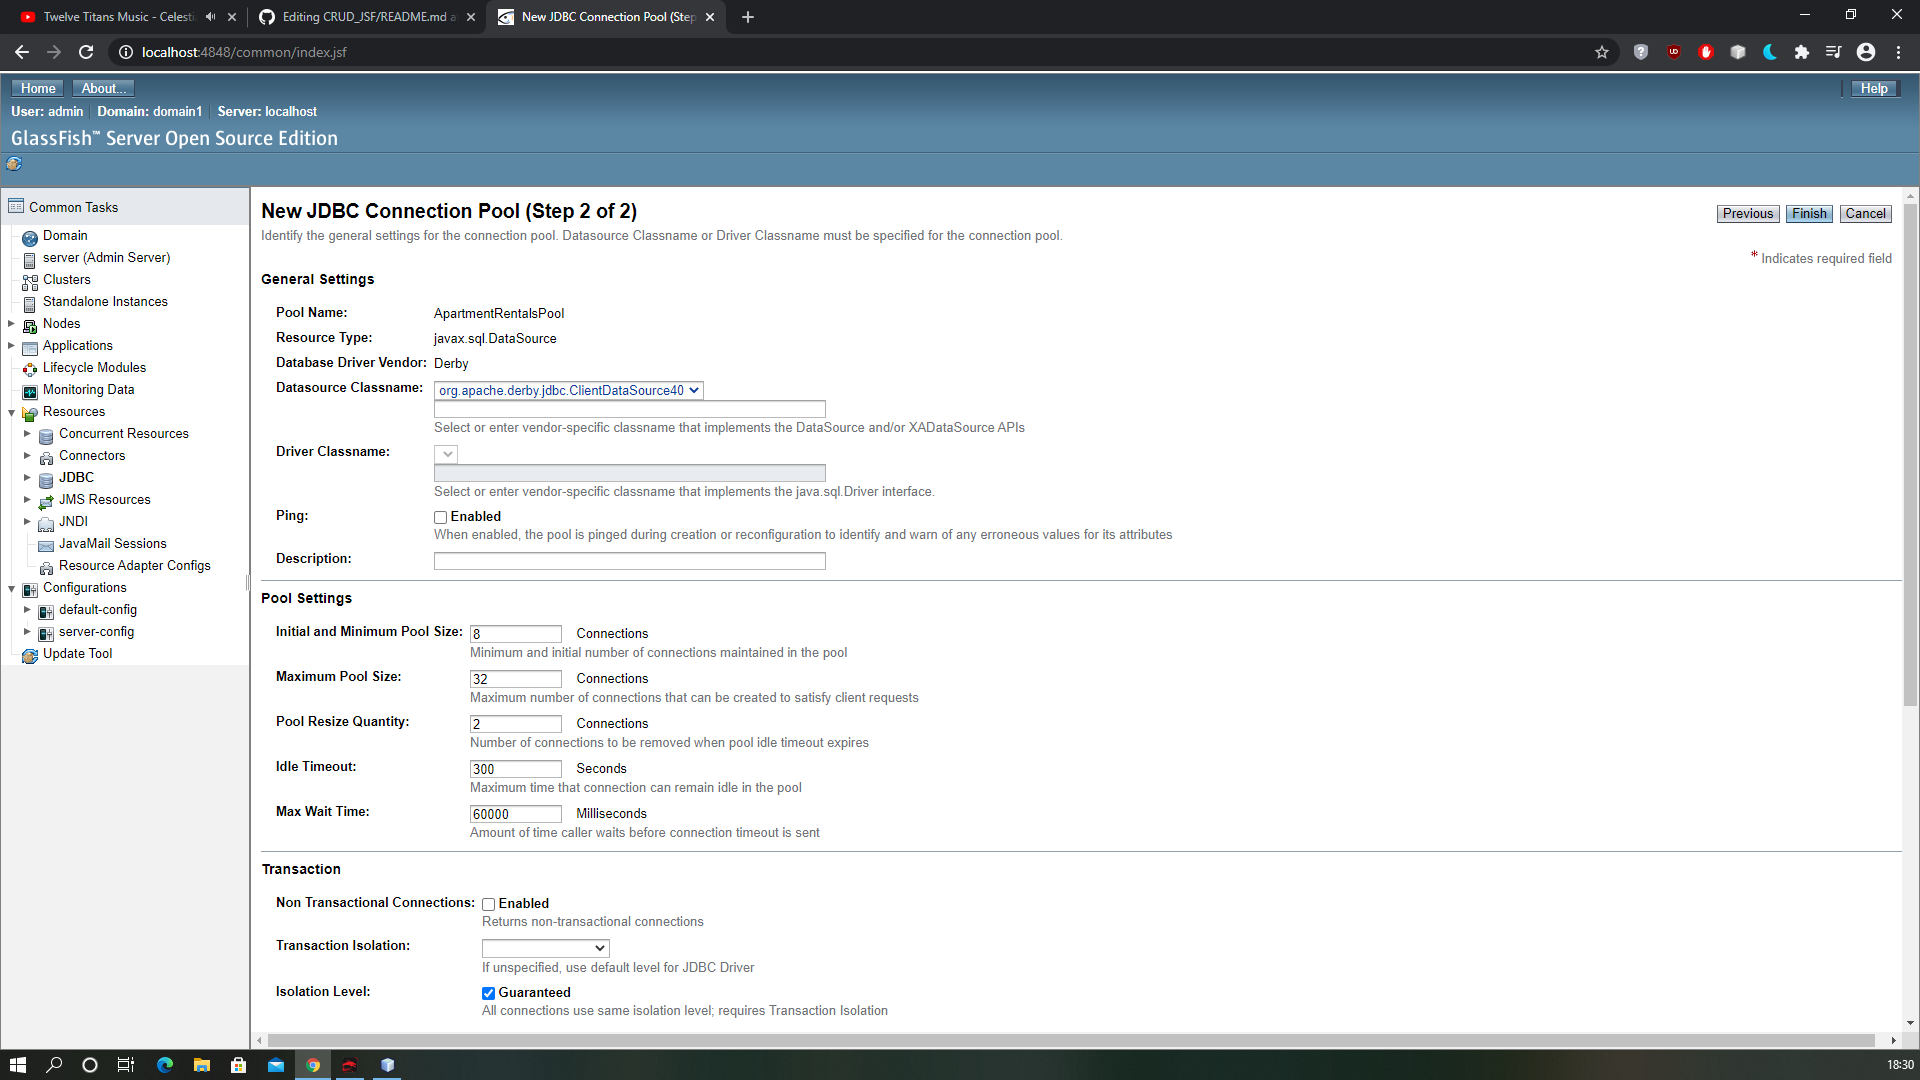 Twelve Titans Music - Celesti
Editing CRUD_JSF/README.md a
New JDBC Connection Pool (Step
localhost:4848/common/index.jsf
Home
About...
Help
User: admin
Domain: domain1
Server: localhost
GlassFish™ Server Open Source Edition
Common Tasks
Domain
server (Admin Server)
Clusters
Standalone Instances
Nodes
Applications
Lifecycle Modules
Monitoring Data
Resources
Concurrent Resources
Connectors
JDBC
JMS Resources
JNDI
JavaMail Sessions
Resource Adapter Configs
Configurations
default-config
server-config
Update Tool
New JDBC Connection Pool (Step 2 of 2)
Previous
Finish
Cancel
Identify the general settings for the connection pool. Datasource Classname or Driver Classname must be specified for the connection pool.
* Indicates required field
General Settings
Pool Name: ApartmentRentalsPool
Resource Type: javax.sql.DataSource
Database Driver Vendor: Derby
Datasource Classname: org.apache.derby.jdbc.ClientDataSource40
Select or enter vendor-specific classname that implements the DataSource and/or XADataSource APIs
Driver Classname:
Select or enter vendor-specific classname that implements the java.sql.Driver interface.
Ping: Enabled
When enabled, the pool is pinged during creation or reconfiguration to identify and warn of any erroneous values for its attributes
Description:
Pool Settings
Initial and Minimum Pool Size: 8 Connections
Minimum and initial number of connections maintained in the pool
Maximum Pool Size: 32 Connections
Maximum number of connections that can be created to satisfy client requests
Pool Resize Quantity: 2 Connections
Number of connections to be removed when pool idle timeout expires
Idle Timeout: 300 Seconds
Maximum time that connection can remain idle in the pool
Max Wait Time: 60000 Milliseconds
Amount of time caller waits before connection timeout is sent
Transaction
Non Transactional Connections: Enabled
Returns non-transactional connections
Transaction Isolation:
If unspecified, use default level for JDBC Driver
Isolation Level: Guaranteed
All connections use same isolation level; requires Transaction Isolation
18:30